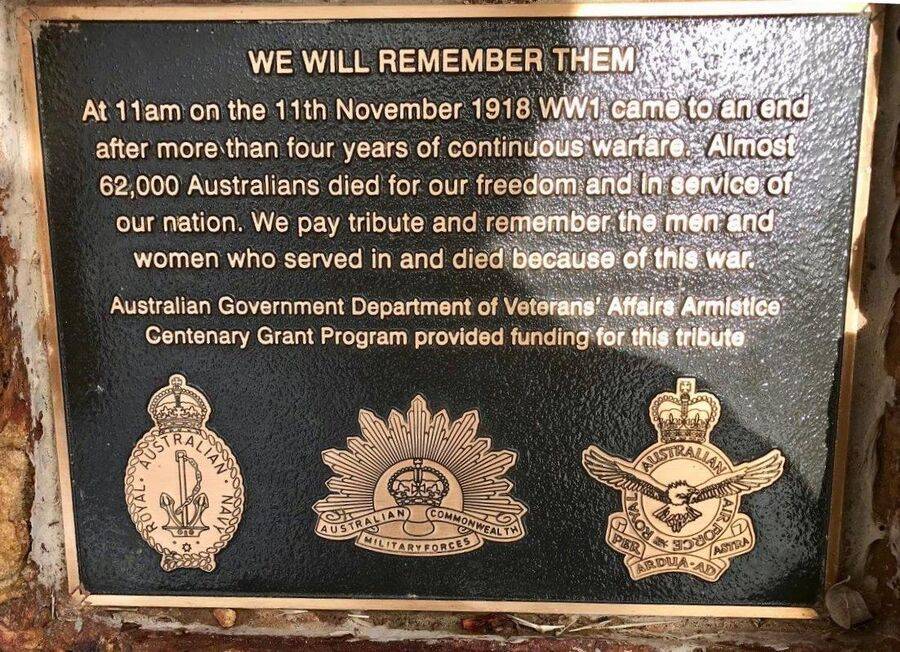 WE WILL REMEMBER THEM
At 11am on the 11th November 1918 WW1 came to an end
after more than four years of continuous warfare. Almost
62,000 Australians died for our freedom and in service of
our nation. We pay tribute and remember the men and
women who served in and died because of this war.
Australian Government Department of Veterans' Affairs Armistice
Centenary Grant Program provided funding for this tribute
ROYAL · AUSTRALIAN · NAVY
AUSTRALIAN COMMONWEALTH
MILITARY FORCES
ROYAL AUSTRALIAN AIR FORCE
PER ARDUA · AD ASTRA